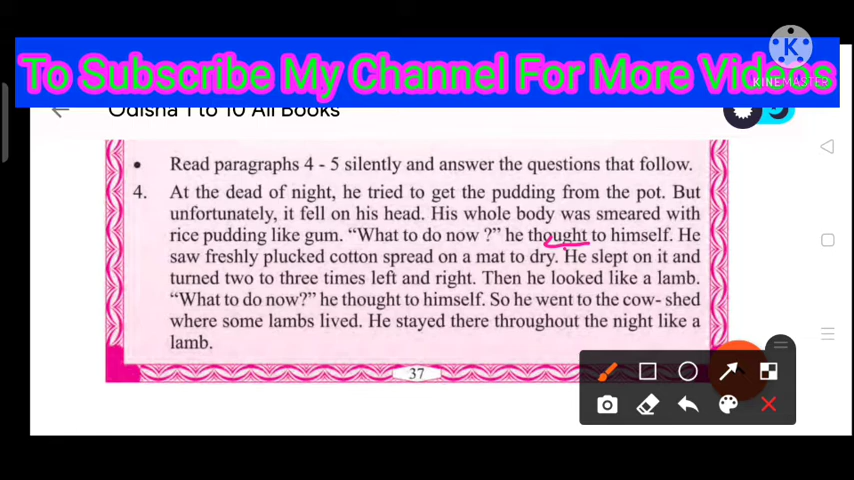 To Subscribe My Channel For More Videos
K
KINEMASTER
Odisha 1 to 10 All Books
• Read paragraphs 4 - 5 silently and answer the questions that follow.
4. At the dead of night, he tried to get the pudding from the pot. But
unfortunately, it fell on his head. His whole body was smeared with
rice pudding like gum. “What to do now ?” he thought to himself. He
saw freshly plucked cotton spread on a mat to dry. He slept on it and
turned two to three times left and right. Then he looked like a lamb.
“What to do now?” he thought to himself. So he went to the cow- shed
where some lambs lived. He stayed there throughout the night like a
lamb.
37